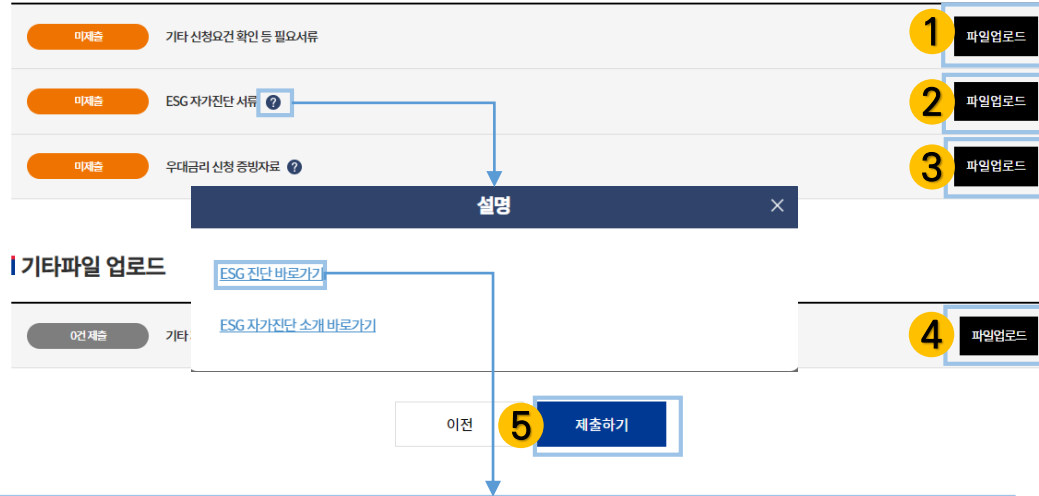 미제출 기타 신청요건 확인 등 필요서류 1 파일업로드
미제출 ESG 자가진단 서류 ? 2 파일업로드
미제출 우대금리 신청 증빙자료 ? 3 파일업로드
설명 ×
기타파일 업로드
ESG 진단 바로가기
ESG 자가진단 소개 바로가기
0건 제출 기타 4 파일업로드
이전 5 제출하기